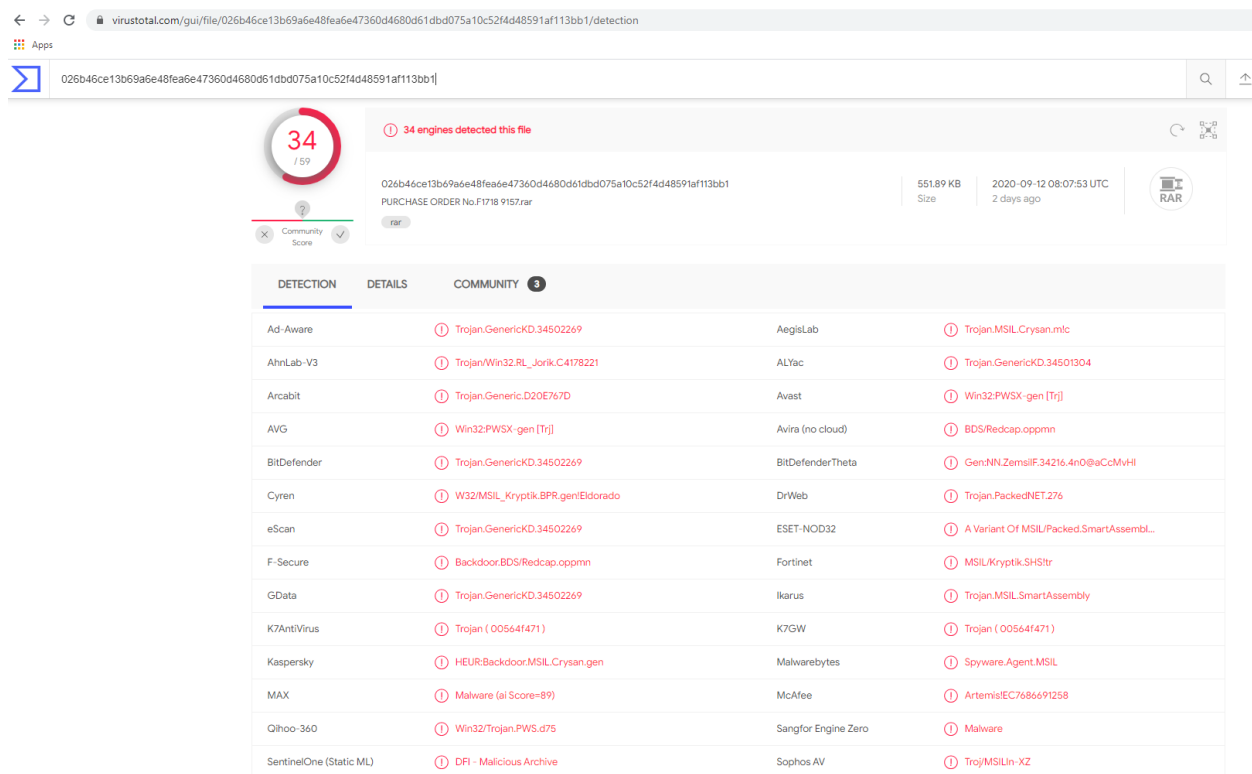 virustotal.com/gui/file/026b46ce13b69a6e48fea6e47360d4680d61dbd075a10c52f4d48591af113bb1/detection
Apps
026b46ce13b69a6e48fea6e47360d4680d61dbd075a10c52f4d48591af113bb1
34
/ 59
34 engines detected this file
026b46ce13b69a6e48fea6e47360d4680d61dbd075a10c52f4d48591af113bb1
PURCHASE ORDER No.F1718 9157.rar
rar
551.89 KB
Size
2020-09-12 08:07:53 UTC
2 days ago
RAR
?
Community
Score
DETECTION DETAILS COMMUNITY 3
Ad-Aware Trojan.GenericKD.34502269 AegisLab Trojan.MSIL.Crysan.m!c
AhnLab-V3 Trojan/Win32.RL_Jorik.C4178221 ALYac Trojan.GenericKD.34501304
Arcabit Trojan.Generic.D20E767D Avast Win32:PWSX-gen [Trj]
AVG Win32:PWSX-gen [Trj] Avira (no cloud) BDS/Redcap.oppmn
BitDefender Trojan.GenericKD.34502269 BitDefenderTheta Gen:NN.ZemsilF.34216.4n0@aCcMvHI
Cyren W32/MSIL_Kryptik.BPR.gen!Eldorado DrWeb Trojan.PackedNET.276
eScan Trojan.GenericKD.34502269 ESET-NOD32 A Variant Of MSIL/Packed.SmartAssembl...
F-Secure Backdoor.BDS/Redcap.oppmn Fortinet MSIL/Kryptik.SHS!tr
GData Trojan.GenericKD.34502269 Ikarus Trojan.MSIL.SmartAssembly
K7AntiVirus Trojan ( 00564f471 ) K7GW Trojan ( 00564f471 )
Kaspersky HEUR:Backdoor.MSIL.Crysan.gen Malwarebytes Spyware.Agent.MSIL
MAX Malware (ai Score=89) McAfee Artemis!EC7686691258
Qihoo-360 Win32/Trojan.PWS.d75 Sangfor Engine Zero Malware
SentinelOne (Static ML) DFI - Malicious Archive Sophos AV Troj/MSILIn-XZ